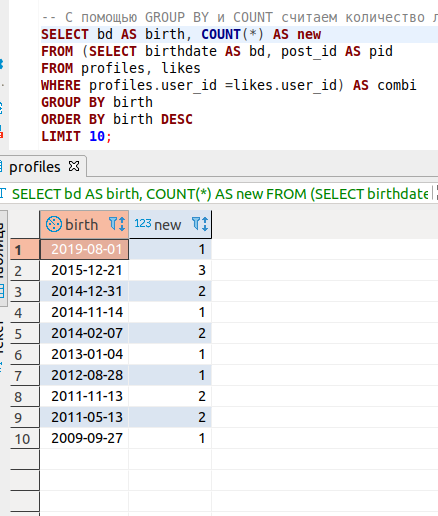 -- С помощью GROUP BY и COUNT считаем количество
SELECT bd AS birth, COUNT(*) AS new
FROM (SELECT birthdate AS bd, post_id AS pid
FROM profiles, likes
WHERE profiles.user_id =likes.user_id) AS combi
GROUP BY birth
ORDER BY birth DESC
LIMIT 10;
profiles
SELECT bd AS birth, COUNT(*) AS new FROM (SELECT birthdate
birth 123 new
1 2019-08-01 1
2 2015-12-21 3
3 2014-12-31 2
4 2014-11-14 1
5 2014-02-07 2
6 2013-01-04 1
7 2012-08-28 1
8 2011-11-13 2
9 2011-05-13 2
10 2009-09-27 1